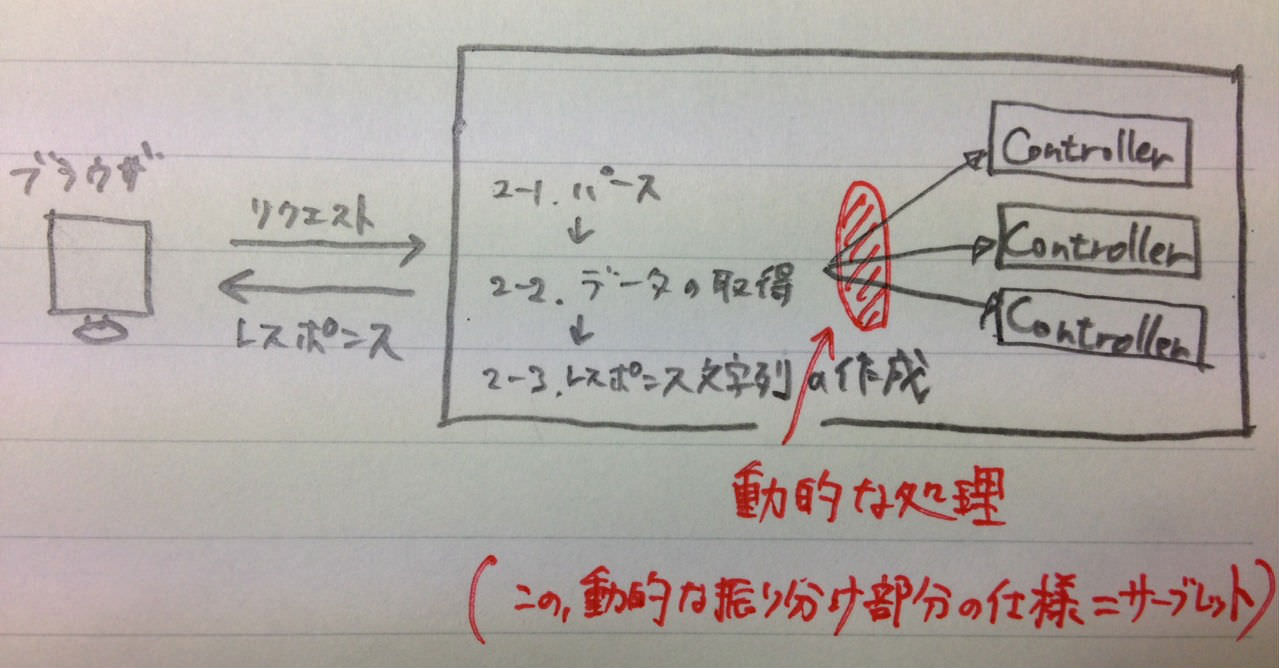 ブラウザ
リクエスト
レスポンス
2-1. パース
↓
2-2. データの取得
↓
2-3. レスポンス文字列の作成
Controller
Controller
Controller
動的な処理
(この,動的な振り分け部分の仕様=サーブレット)